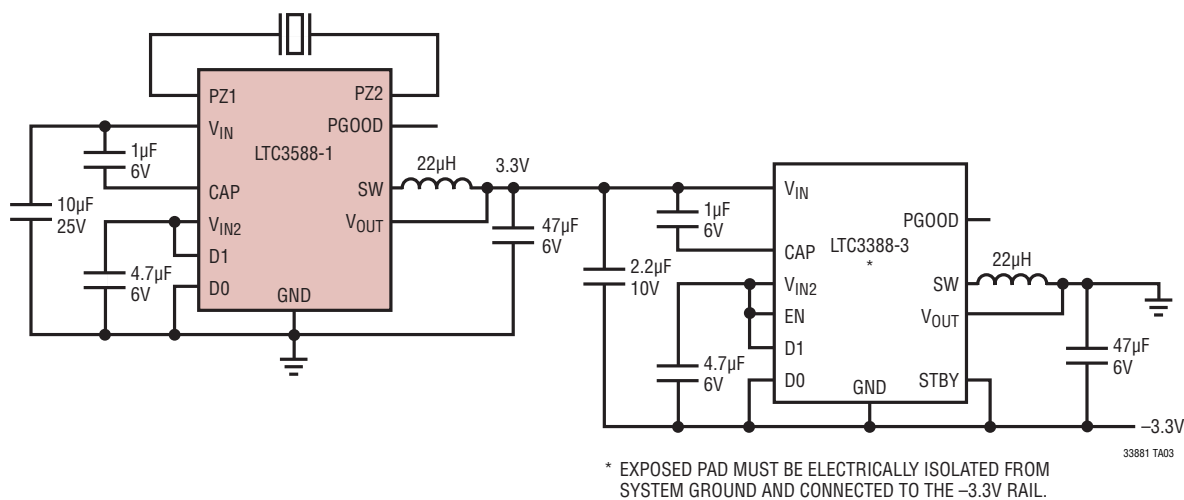 PZ1
PZ2
VIN
PGOOD
LTC3588-1
1µF
6V
CAP
SW
22µH
3.3V
10µF
25V
VIN2
VOUT
D1
47µF
6V
4.7µF
6V
D0
GND
VIN
1µF
6V
PGOOD
CAP
LTC3388-3
*
2.2µF
10V
22µH
VIN2
SW
EN
VOUT
D1
47µF
6V
4.7µF
6V
D0
GND
STBY
–3.3V
33881 TA03
* EXPOSED PAD MUST BE ELECTRICALLY ISOLATED FROM
SYSTEM GROUND AND CONNECTED TO THE –3.3V RAIL.